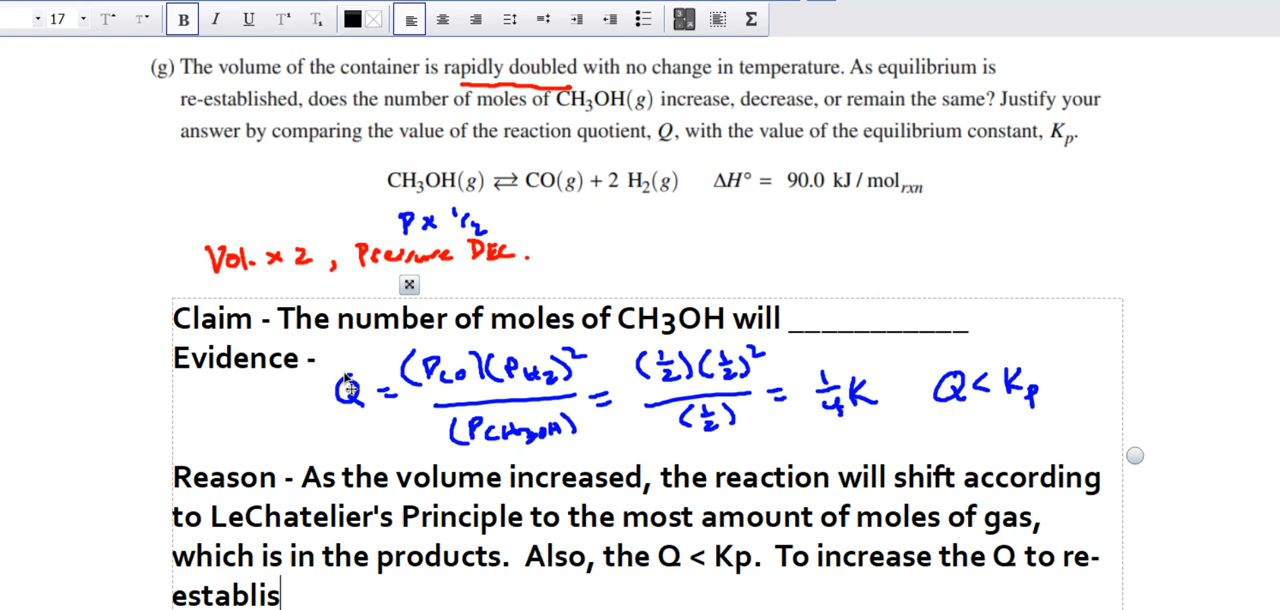 17 T T B I U T¹ T₁ Σ
(g) The volume of the container is rapidly doubled with no change in temperature. As equilibrium is
re-established, does the number of moles of CH₃OH(g) increase, decrease, or remain the same? Justify your
answer by comparing the value of the reaction quotient, Q, with the value of the equilibrium constant, Kₚ.
CH₃OH(g) ⇄ CO(g) + 2 H₂(g) ΔH° = 90.0 kJ / molᵣₓₙ
P x 1/2
Vol. x 2 , Pressure DEC.
Claim - The number of moles of CH3OH will ___________
Evidence -
Q = (PCO)(PH2)² / (PCH3OH) = (1/2)(1/2)² / (1/2) = 1/4 K Q < Kp
Reason - As the volume increased, the reaction will shift according
to LeChatelier's Principle to the most amount of moles of gas,
which is in the products. Also, the Q < Kp. To increase the Q to re-
establis